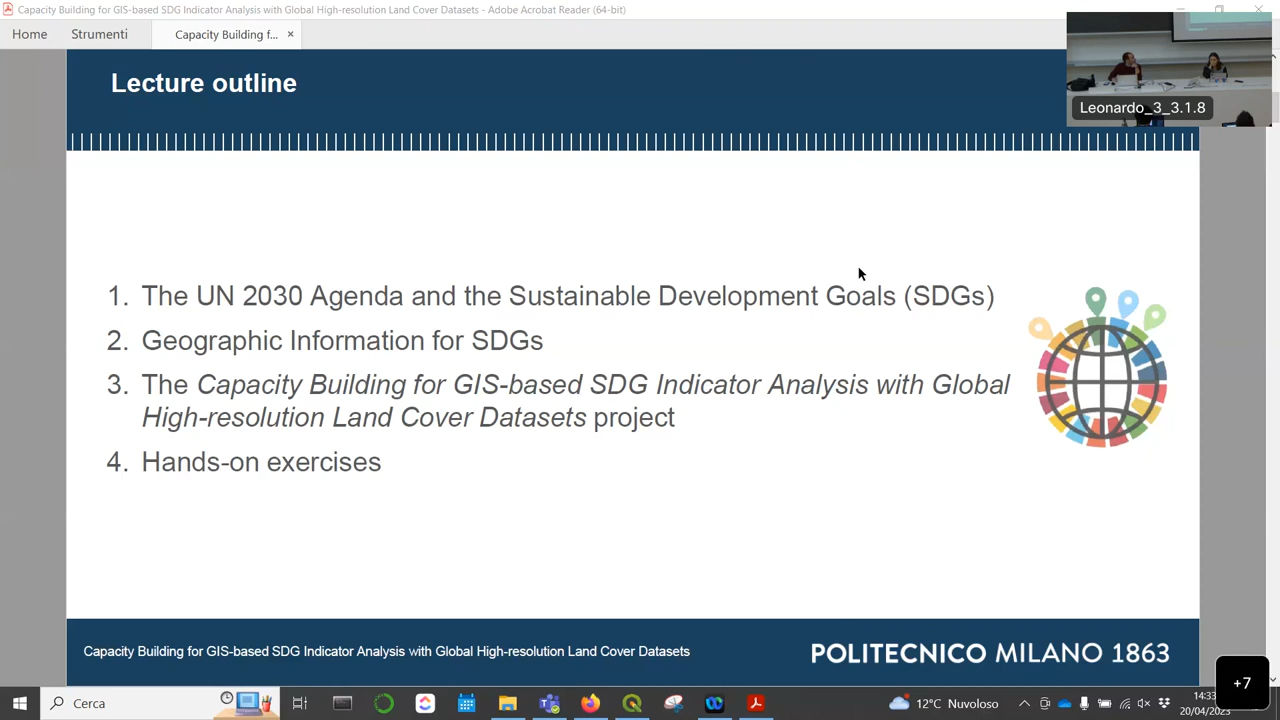 Capacity Building for GIS-based SDG Indicator Analysis with Global High-resolution Land Cover Datasets - Adobe Acrobat Reader (64-bit)
Home
Strumenti
Capacity Building f...
Lecture outline
Leonardo_3_3.1.8
1. The UN 2030 Agenda and the Sustainable Development Goals (SDGs)
2. Geographic Information for SDGs
3. The Capacity Building for GIS-based SDG Indicator Analysis with Global
High-resolution Land Cover Datasets project
4. Hands-on exercises
Capacity Building for GIS-based SDG Indicator Analysis with Global High-resolution Land Cover Datasets
POLITECNICO MILANO 1863
+7
Cerca
12°C Nuvoloso
14:33
20/04/2023